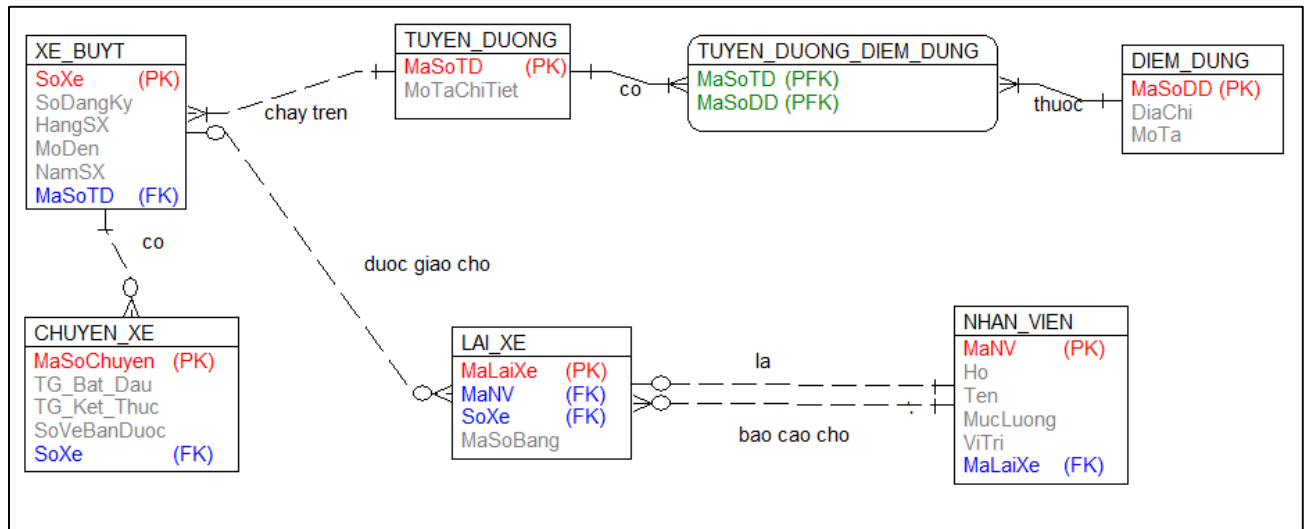 XE_BUYT
SoXe (PK)
SoDangKy
HangSX
MoDen
NamSX
MaSoTD (FK)
chay tren
TUYEN_DUONG
MaSoTD (PK)
MoTaChiTiet
co
TUYEN_DUONG_DIEM_DUNG
MaSoTD (PFK)
MaSoDD (PFK)
thuoc
DIEM_DUNG
MaSoDD (PK)
DiaChi
MoTa
co
duoc giao cho
CHUYEN_XE
MaSoChuyen (PK)
TG_Bat_Dau
TG_Ket_Thuc
SoVeBanDuoc
SoXe (FK)
LAI_XE
MaLaiXe (PK)
MaNV (FK)
SoXe (FK)
MaSoBang
la
bao cao cho
NHAN_VIEN
MaNV (PK)
Ho
Ten
MucLuong
ViTri
MaLaiXe (FK)